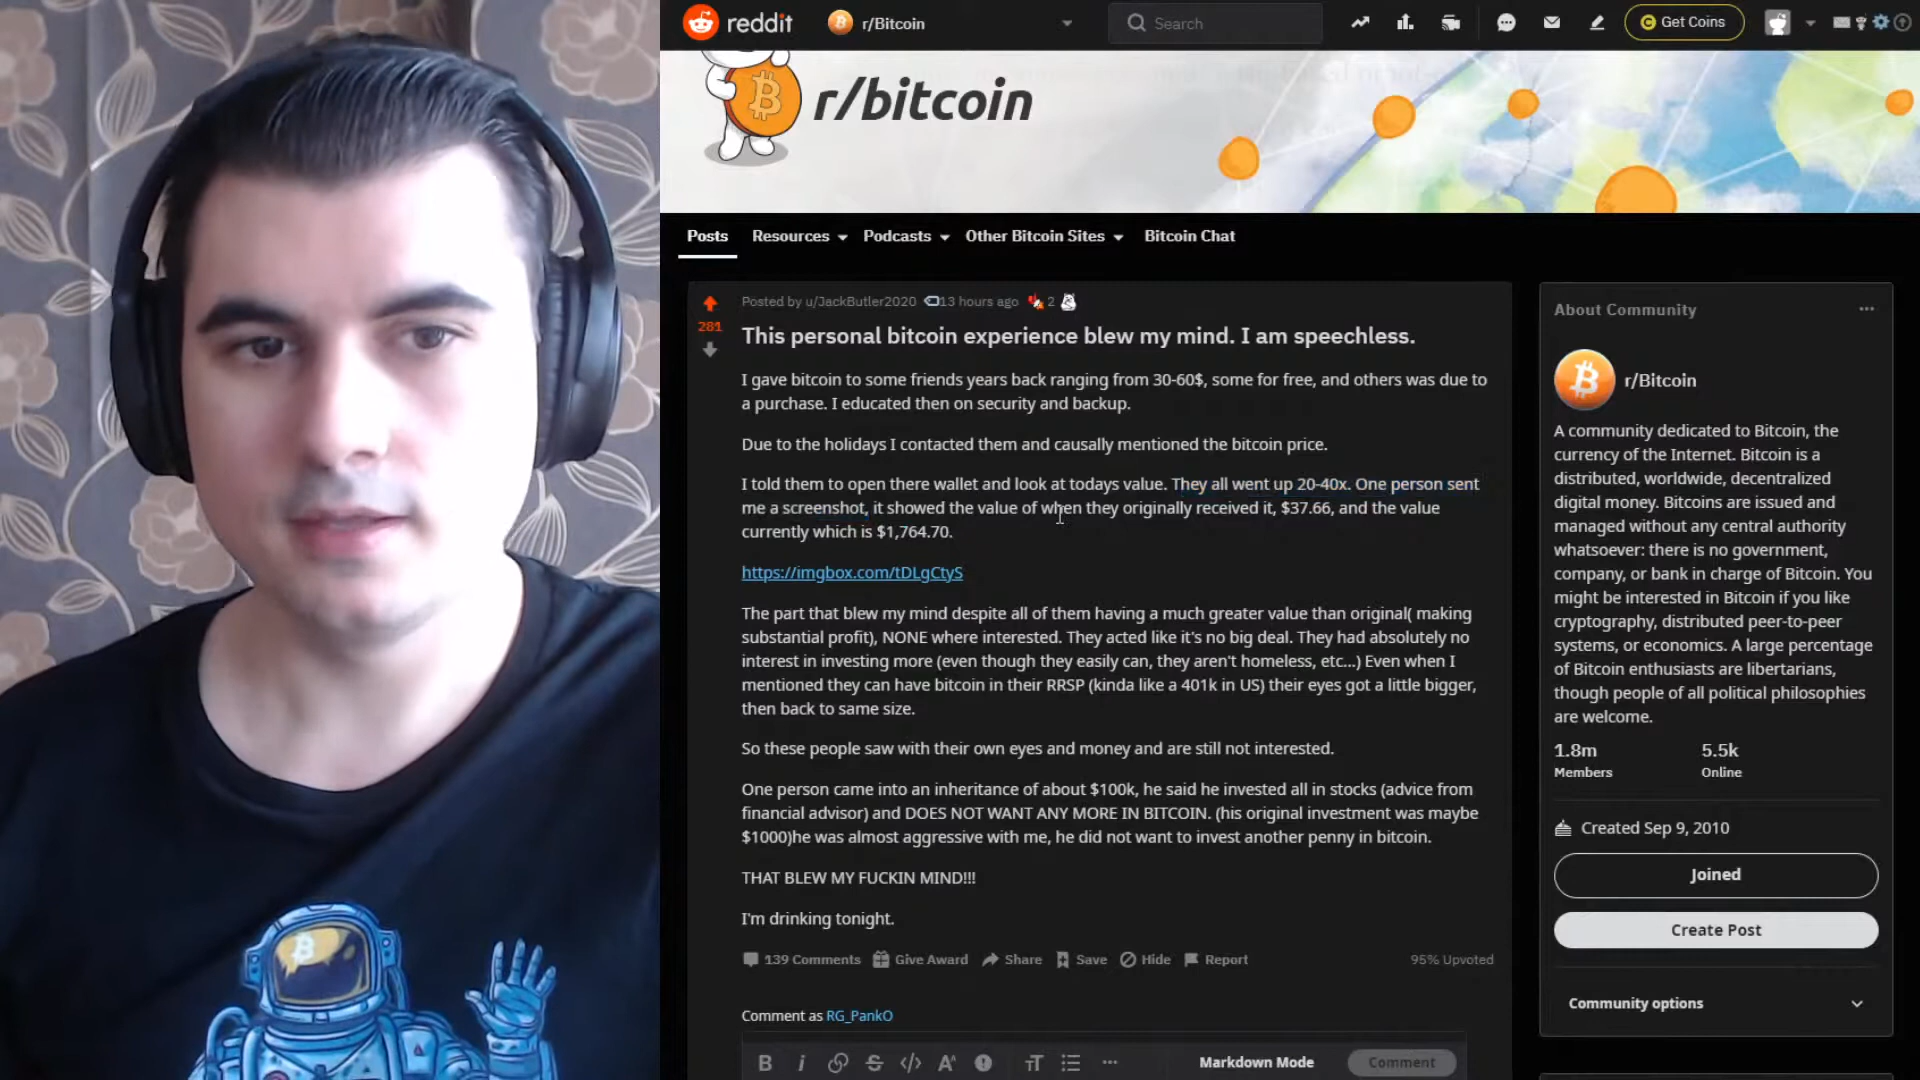 reddit
r/Bitcoin
Search
Get Coins
r/bitcoin
Posts
Resources
Podcasts
Other Bitcoin Sites
Bitcoin Chat
281
Posted by u/JackButler2020 13 hours ago 2
This personal bitcoin experience blew my mind. I am speechless.
I gave bitcoin to some friends years back ranging from 30-60$, some for free, and others was due to
a purchase. I educated then on security and backup.
Due to the holidays I contacted them and causally mentioned the bitcoin price.
I told them to open there wallet and look at todays value. They all went up 20-40x. One person sent
me a screenshot, it showed the value of when they originally received it, $37.66, and the value
currently which is $1,764.70.
https://imgbox.com/tDLgCtyS
The part that blew my mind despite all of them having a much greater value than original( making
substantial profit), NONE where interested. They acted like it's no big deal. They had absolutely no
interest in investing more (even though they easily can, they aren't homeless, etc...) Even when I
mentioned they can have bitcoin in their RRSP (kinda like a 401k in US) their eyes got a little bigger,
then back to same size.
So these people saw with their own eyes and money and are still not interested.
One person came into an inheritance of about $100k, he said he invested all in stocks (advice from
financial advisor) and DOES NOT WANT ANY MORE IN BITCOIN. (his original investment was maybe
$1000)he was almost aggressive with me, he did not want to invest another penny in bitcoin.
THAT BLEW MY FUCKIN MIND!!!
I'm drinking tonight.
139 Comments
Give Award
Share
Save
Hide
Report
95% Upvoted
Comment as RG_PankO
Markdown Mode
Comment
About Community
r/Bitcoin
A community dedicated to Bitcoin, the
currency of the Internet. Bitcoin is a
distributed, worldwide, decentralized
digital money. Bitcoins are issued and
managed without any central authority
whatsoever: there is no government,
company, or bank in charge of Bitcoin. You
might be interested in Bitcoin if you like
cryptography, distributed peer-to-peer
systems, or economics. A large percentage
of Bitcoin enthusiasts are libertarians,
though people of all political philosophies
are welcome.
1.8m
Members
5.5k
Online
Created Sep 9, 2010
Joined
Create Post
Community options